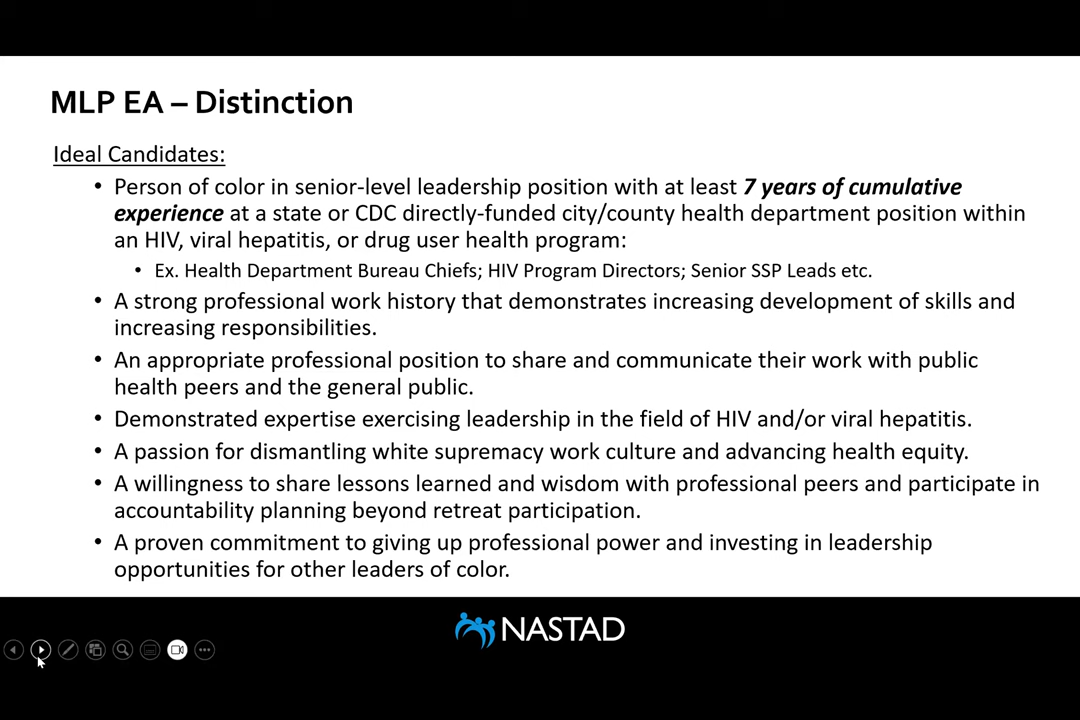 MLP EA – Distinction
Ideal Candidates:
• Person of color in senior-level leadership position with at least 7 years of cumulative
experience at a state or CDC directly-funded city/county health department position within
an HIV, viral hepatitis, or drug user health program:
• Ex. Health Department Bureau Chiefs; HIV Program Directors; Senior SSP Leads etc.
• A strong professional work history that demonstrates increasing development of skills and
increasing responsibilities.
• An appropriate professional position to share and communicate their work with public
health peers and the general public.
• Demonstrated expertise exercising leadership in the field of HIV and/or viral hepatitis.
• A passion for dismantling white supremacy work culture and advancing health equity.
• A willingness to share lessons learned and wisdom with professional peers and participate in
accountability planning beyond retreat participation.
• A proven commitment to giving up professional power and investing in leadership
opportunities for other leaders of color.
NASTAD